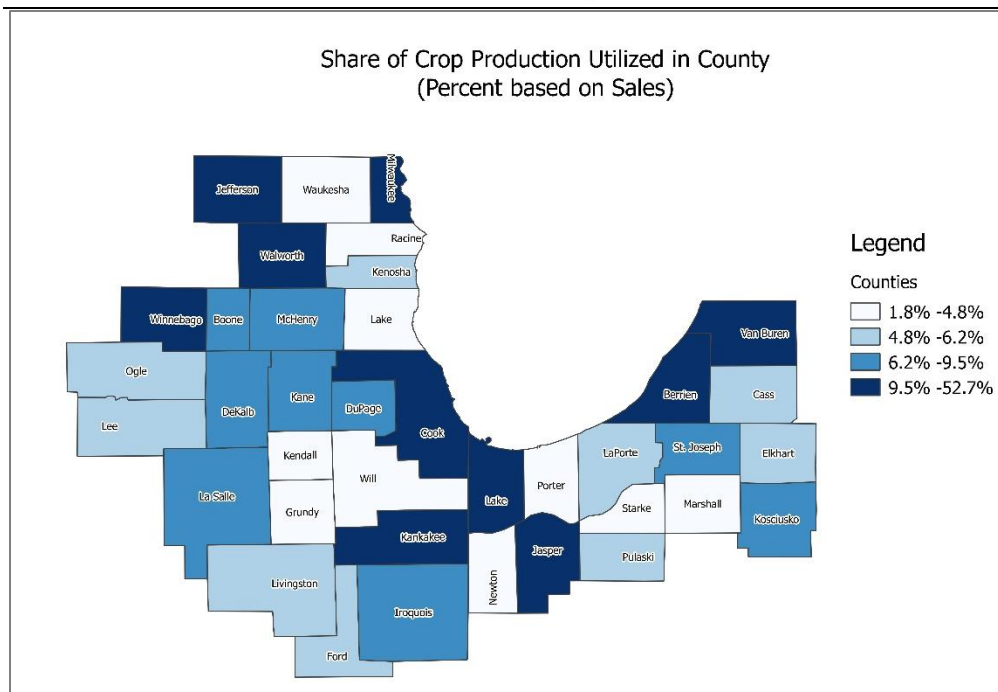 Share of Crop Production Utilized in County
(Percent based on Sales)
Jefferson
Waukesha
Milwaukee
Racine
Walworth
Kenosha
Winnebago
Boone
McHenry
Lake
Ogle
Lee
DeKalb
Kane
DuPage
Cook
Kendall
Will
La Salle
Grundy
Kankakee
Livingston
Iroquois
Ford
Lake
Porter
Newton
Jasper
LaPorte
St. Joseph
Elkhart
Starke
Marshall
Kosciusko
Pulaski
Van Buren
Berrien
Cass
Legend
Counties
1.8% -4.8%
4.8% -6.2%
6.2% -9.5%
9.5% -52.7%